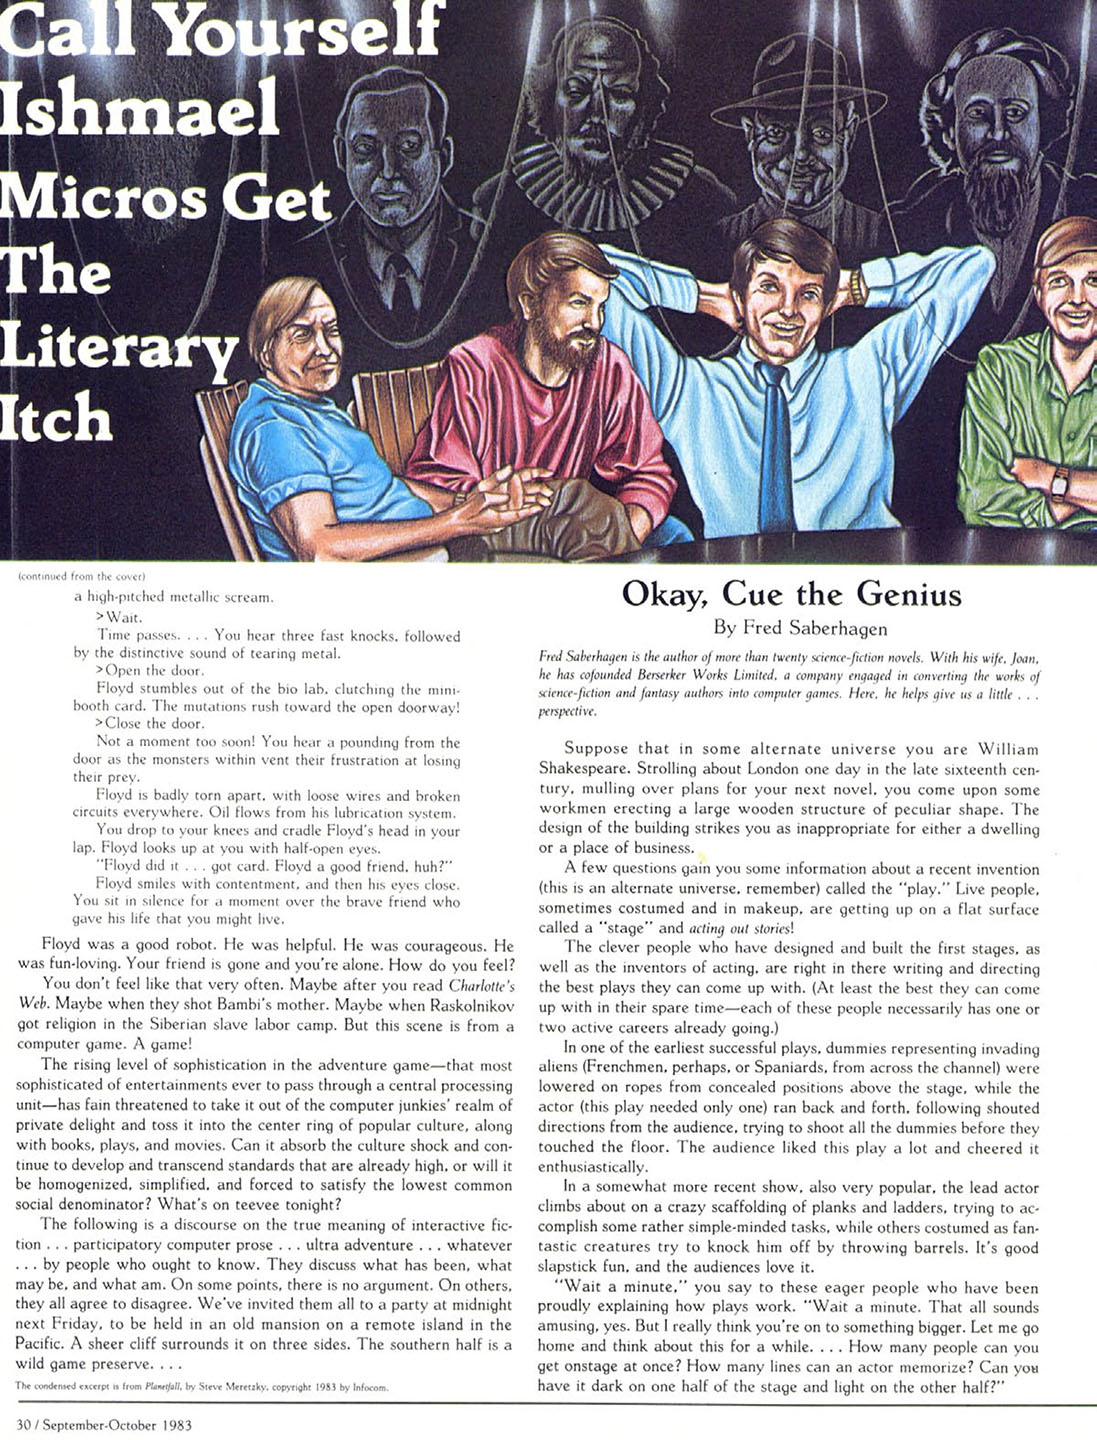 Call Yourself
Ishmael
Micros Get
The
Literary
Itch
(continued from the cover)
a high-pitched metallic scream.
>Wait.
Time passes. . . . You hear three fast knocks, followed
by the distinctive sound of tearing metal.
>Open the door.
Floyd stumbles out of the bio lab, clutching the mini-
booth card. The mutations rush toward the open doorway!
>Close the door.
Not a moment too soon! You hear a pounding from the
door as the monsters within vent their frustration at losing
their prey.
Floyd is badly torn apart, with loose wires and broken
circuits everywhere. Oil flows from his lubrication system.
You drop to your knees and cradle Floyd's head in your
lap. Floyd looks up at you with half-open eyes.
"Floyd did it . . . got card. Floyd a good friend, huh?"
Floyd smiles with contentment, and then his eyes close.
You sit in silence for a moment over the brave friend who
gave his life that you might live.
Floyd was a good robot. He was helpful. He was courageous. He
was fun-loving. Your friend is gone and you're alone. How do you feel?
You don't feel like that very often. Maybe after you read Charlotte's
Web. Maybe when they shot Bambi's mother. Maybe when Raskolnikov
got religion in the Siberian slave labor camp. But this scene is from a
computer game. A game!
The rising level of sophistication in the adventure game—that most
sophisticated of entertainments ever to pass through a central processing
unit—has fain threatened to take it out of the computer junkies' realm of
private delight and toss it into the center ring of popular culture, along
with books, plays, and movies. Can it absorb the culture shock and con-
tinue to develop and transcend standards that are already high, or will it
be homogenized, simplified, and forced to satisfy the lowest common
social denominator? What's on teevee tonight?
The following is a discourse on the true meaning of interactive fic-
tion . . . participatory computer prose . . . ultra adventure . . . whatever
. . . by people who ought to know. They discuss what has been, what
may be, and what am. On some points, there is no argument. On others,
they all agree to disagree. We've invited them all to a party at midnight
next Friday, to be held in an old mansion on a remote island in the
Pacific. A sheer cliff surrounds it on three sides. The southern half is a
wild game preserve. . . .
The condensed excerpt is from Planetfall, by Steve Meretzky, copyright 1983 by Infocom.
Okay, Cue the Genius
By Fred Saberhagen
Fred Saberhagen is the author of more than twenty science-fiction novels. With his wife, Joan,
he has cofounded Berserker Works Limited, a company engaged in converting the works of
science-fiction and fantasy authors into computer games. Here, he helps give us a little . . .
perspective.
Suppose that in some alternate universe you are William
Shakespeare. Strolling about London one day in the late sixteenth cen-
tury, mulling over plans for your next novel, you come upon some
workmen erecting a large wooden structure of peculiar shape. The
design of the building strikes you as inappropriate for either a dwelling
or a place of business.
A few questions gain you some information about a recent invention
(this is an alternate universe, remember) called the "play." Live people,
sometimes costumed and in makeup, are getting up on a flat surface
called a "stage" and acting out stories!
The clever people who have designed and built the first stages, as
well as the inventors of acting, are right in there writing and directing
the best plays they can come up with. (At least the best they can come
up with in their spare time—each of these people necessarily has one or
two active careers already going.)
In one of the earliest successful plays, dummies representing invading
aliens (Frenchmen, perhaps, or Spaniards, from across the channel) were
lowered on ropes from concealed positions above the stage, while the
actor (this play needed only one) ran back and forth, following shouted
directions from the audience, trying to shoot all the dummies before they
touched the floor. The audience liked this play a lot and cheered it
enthusiastically.
In a somewhat more recent show, also very popular, the lead actor
climbs about on a crazy scaffolding of planks and ladders, trying to ac-
complish some rather simple-minded tasks, while others costumed as fan-
tastic creatures try to knock him off by throwing barrels. It's good
slapstick fun, and the audiences love it.
"Wait a minute," you say to these eager people who have been
proudly explaining how plays work. "Wait a minute. That all sounds
amusing, yes. But I really think you're on to something bigger. Let me go
home and think about this for a while. . . . How many people can you
get onstage at once? How many lines can an actor memorize? Can you
have it dark on one half of the stage and light on the other half?"
30 / September-October 1983